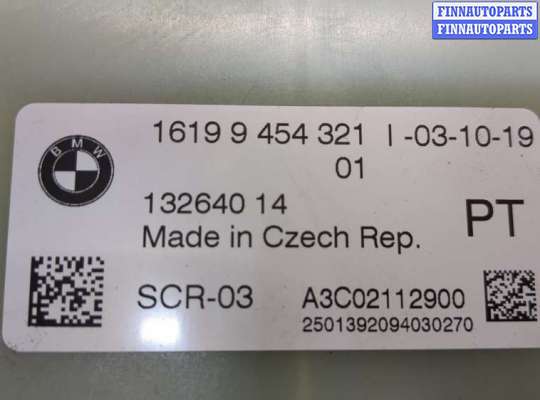 FINNAUTOPARTS
FINNAUTOPARTS
FINNAUTOPARTS
BMW
1619 9 454 321 I -03-10-19
01
132640 14
PT
Made in Czech Rep.
SCR-03 A3C02112900
2501392094030270